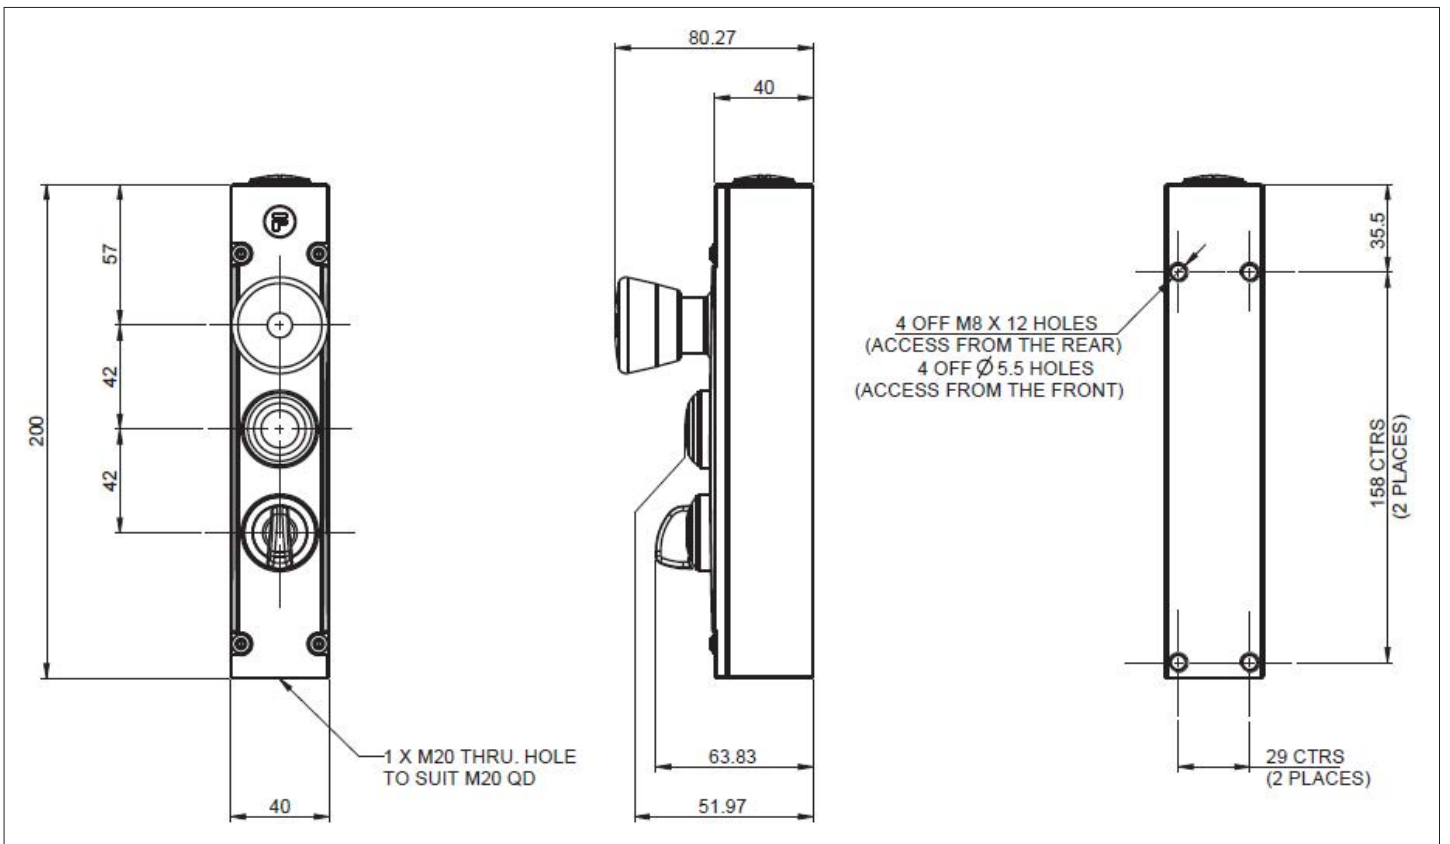 80.27
40
57
42
42
200
40
1 X M20 THRU. HOLE
TO SUIT M20 QD
63.83
51.97
4 OFF M8 X 12 HOLES
(ACCESS FROM THE REAR)
4 OFF Ø 5.5 HOLES
(ACCESS FROM THE FRONT)
35.5
158 CTRS
(2 PLACES)
29 CTRS
(2 PLACES)